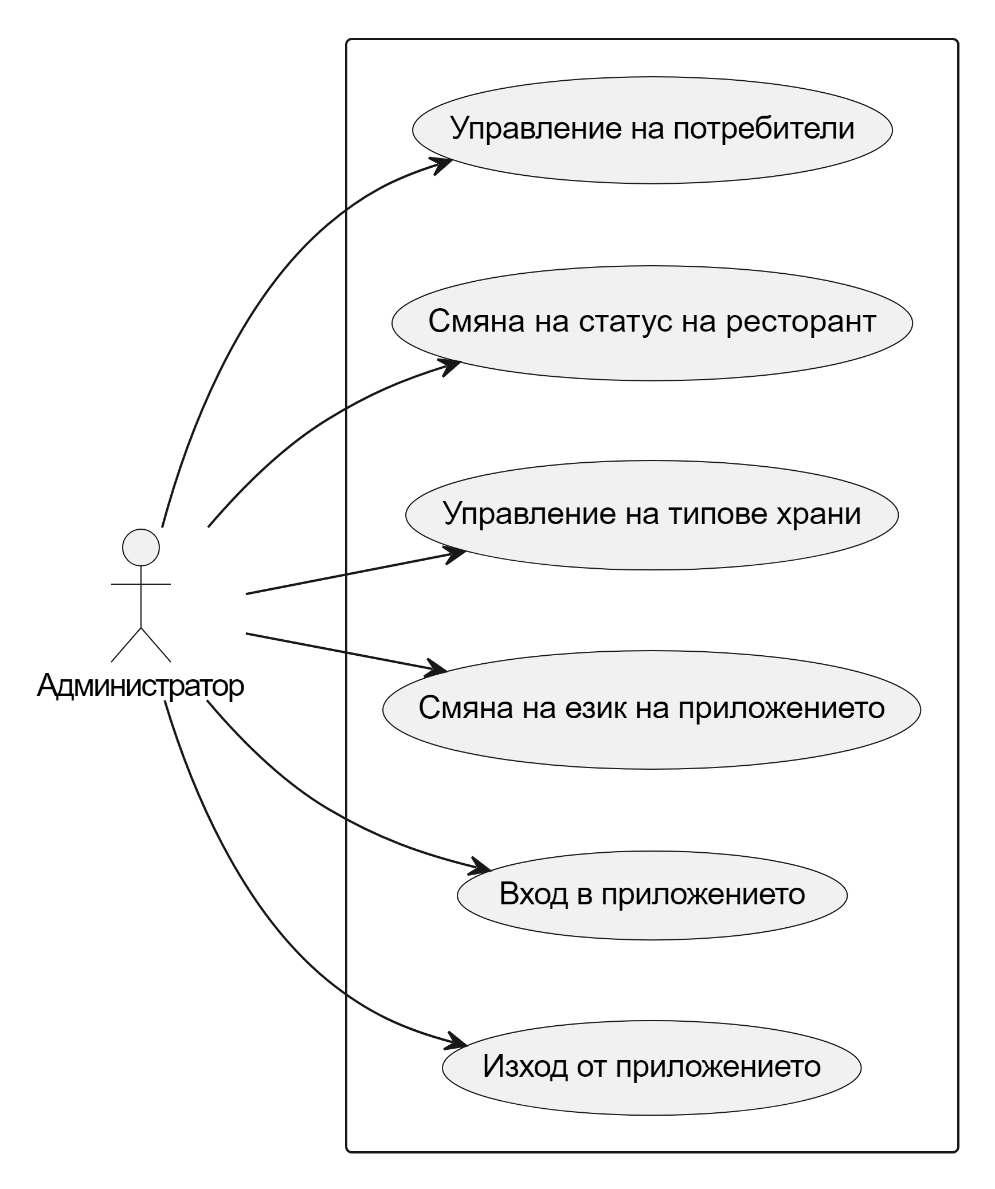 Управление на потребители
Смяна на статус на ресторант
Управление на типове храни
Администратор
Смяна на език на приложението
Вход в приложението
Изход от приложението